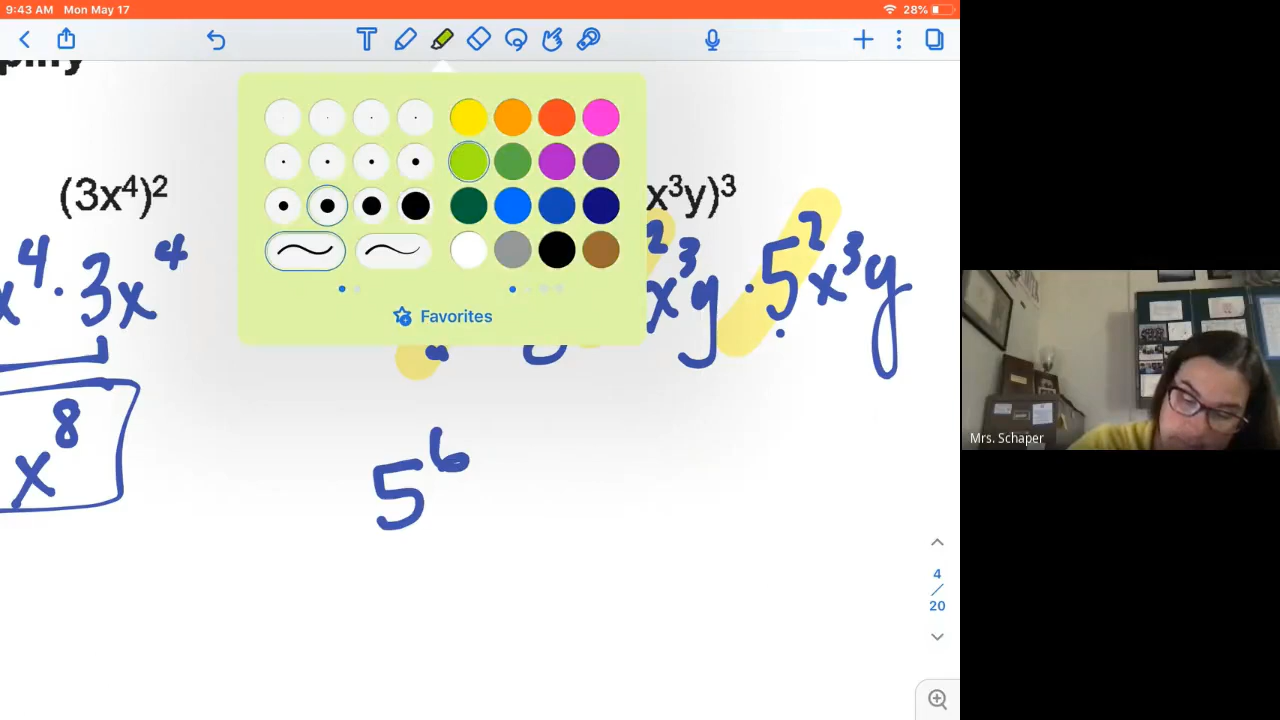 9:43 AM Mon May 17
28%
T
(3x⁴)²
x³y)³
x⁴ · 3x⁴
² x³y · 5²x³y
Favorites
x⁸
5⁶
4
/
20
Mrs. Schaper